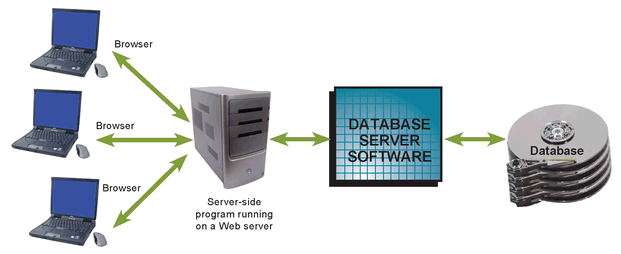 Browser
Browser
Browser
Server-side
program running
on a Web server
DATABASE
SERVER
SOFTWARE
Database